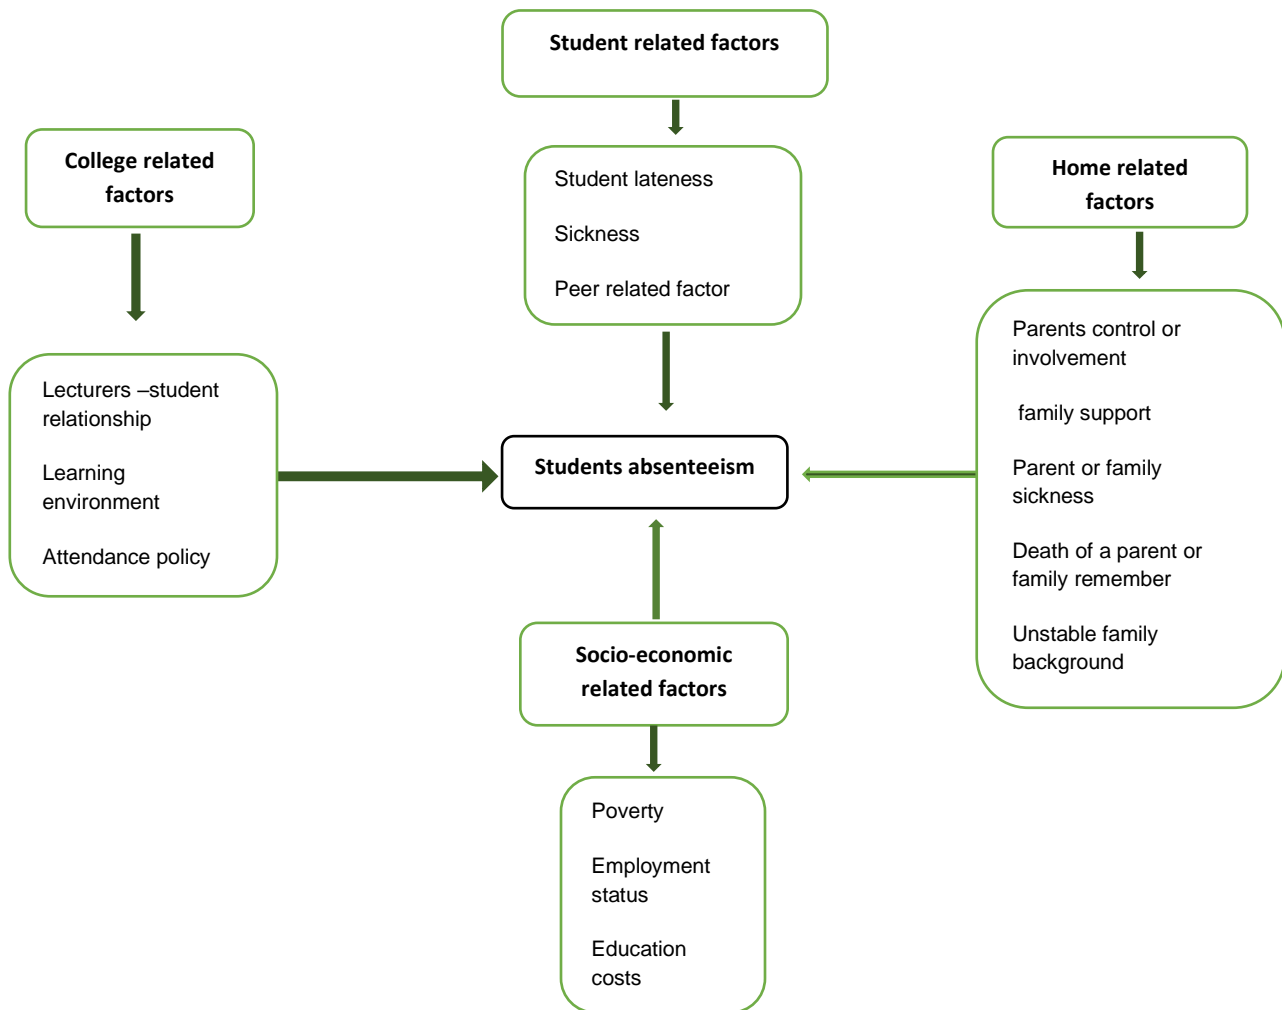 Student related factors
College related
factors
Home related
factors
Student lateness
Sickness
Peer related factor
Parents control or
involvement
family support
Parent or family
sickness
Death of a parent or
family remember
Unstable family
background
Lecturers –student
relationship
Learning
environment
Attendance policy
Students absenteeism
Socio-economic
related factors
Poverty
Employment
status
Education
costs